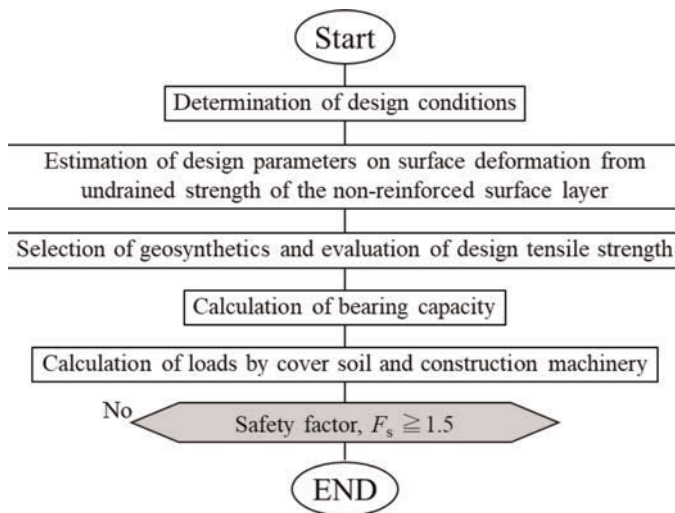 Start
Determination of design conditions
Estimation of design parameters on surface deformation from
undrained strength of the non-reinforced surface layer
Selection of geosynthetics and evaluation of design tensile strength
Calculation of bearing capacity
Calculation of loads by cover soil and construction machinery
No
Safety factor, Fs ≧ 1.5
END